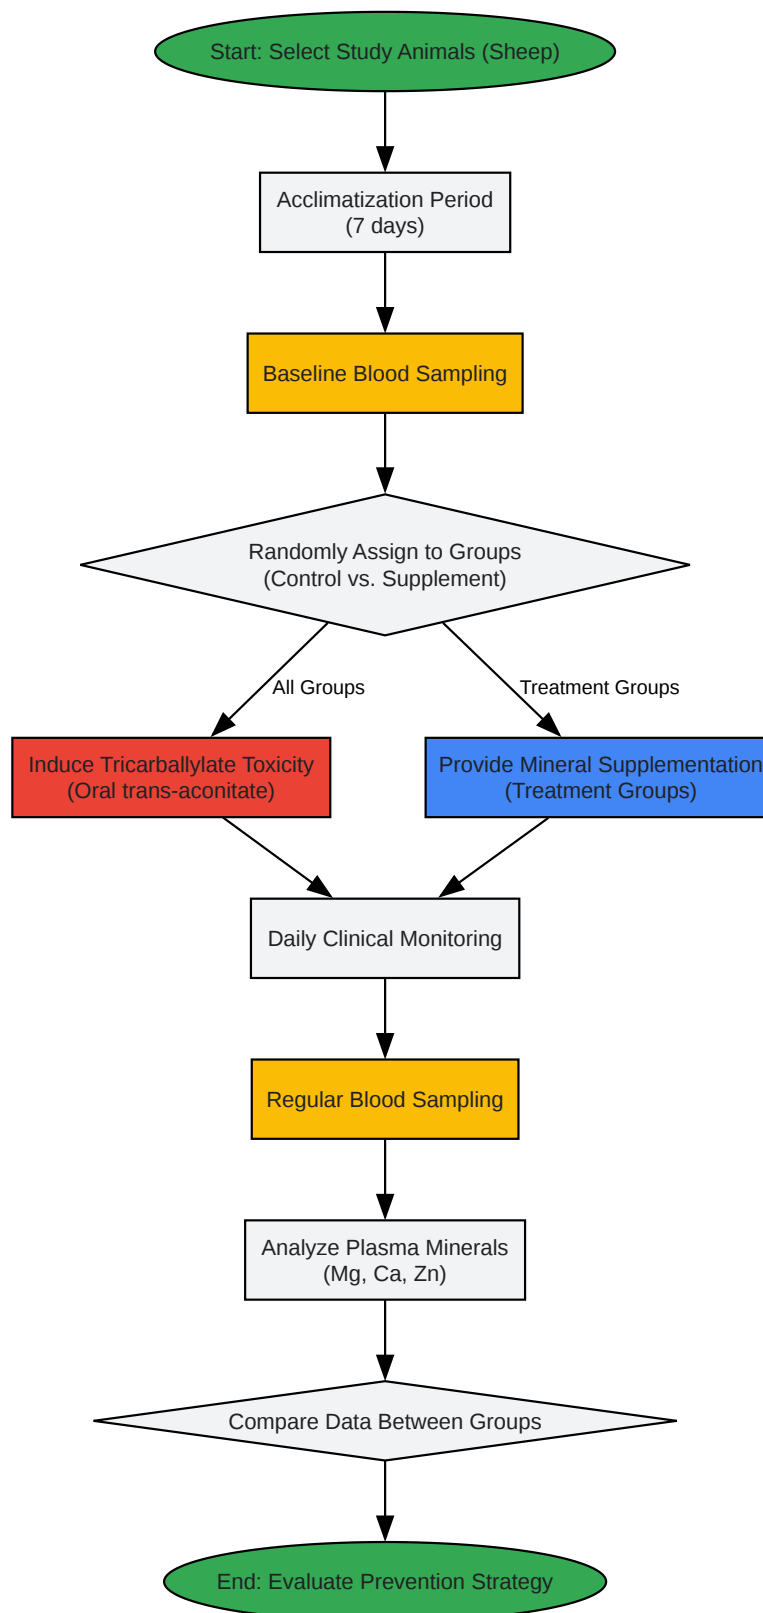 Start: Select Study Animals (Sheep)
Acclimatization Period
(7 days)
Baseline Blood Sampling
Randomly Assign to Groups
(Control vs. Supplement)
All Groups
Treatment Groups
Induce Tricarballylate Toxicity
(Oral trans-aconitate)
Provide Mineral Supplementation
(Treatment Groups)
Daily Clinical Monitoring
Regular Blood Sampling
Analyze Plasma Minerals
(Mg, Ca, Zn)
Compare Data Between Groups
End: Evaluate Prevention Strategy